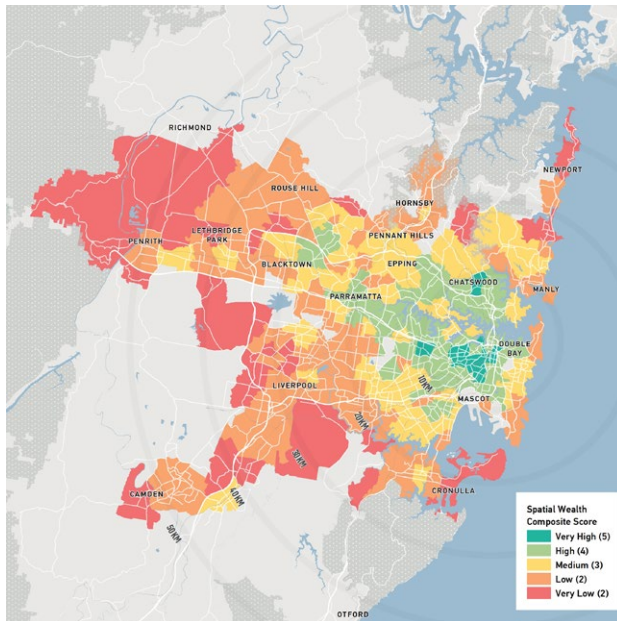 RICHMOND
NEWPORT
ROUSE HILL
HORNSBY
LETHBRIDGE
PARK
PENNANT HILLS
PENRITH
BLACKTOWN
EPPING
CHATSWOOD
PARRAMATTA
MANLY
DOUBLE
BAY
LIVERPOOL
10KM
MASCOT
20KM
30KM
CAMDEN
40KM
CRONULLA
50KM
OTFORD
Spatial Wealth
Composite Score
Very High (5)
High (4)
Medium (3)
Low (2)
Very Low (2)